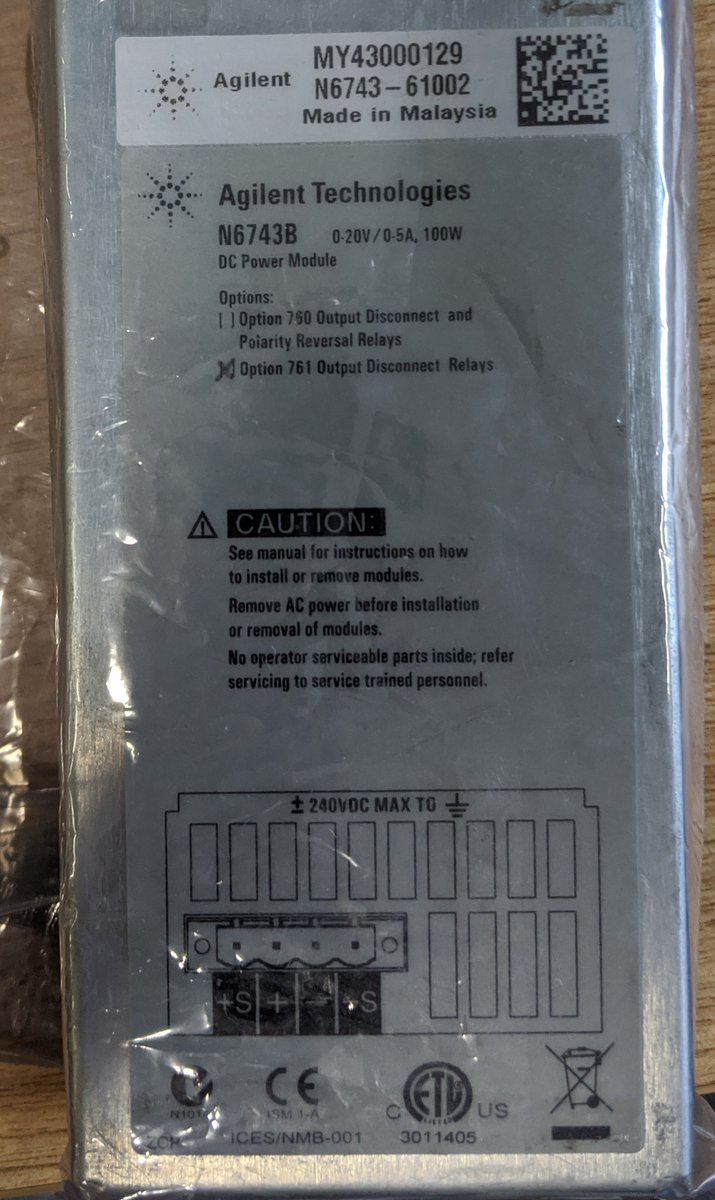 Agilent
MY43000129
N6743-61002
Made in Malaysia
Agilent Technologies
N6743B 0-20V/0-5A, 100W
DC Power Module
Options:
[ ] Option 760 Output Disconnect and
Polarity Reversal Relays
[X] Option 761 Output Disconnect Relays
CAUTION:
See manual for instructions on how
to install or remove modules.
Remove AC power before installation
or removal of modules.
No operator serviceable parts inside; refer
servicing to service trained personnel.
± 240VDC MAX TO
+S + − -S
CE
ISM 1-A
C ETL US
ICES/NMB-001 3011405